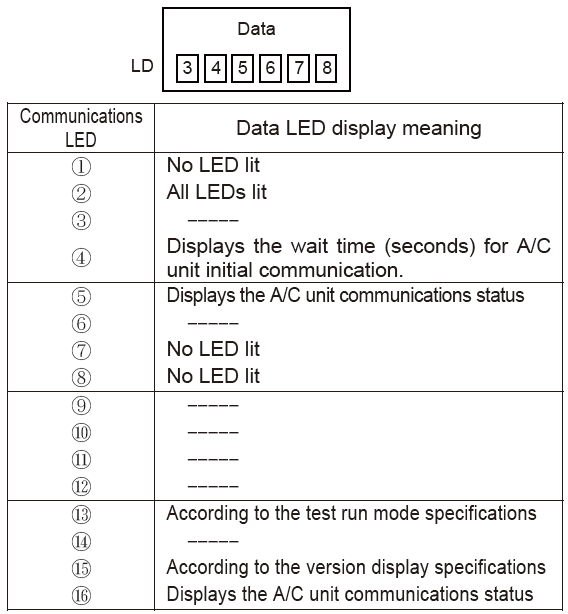 Data
LD 3 4 5 6 7 8
Communications LED Data LED display meaning
① No LED lit
② All LEDs lit
③ –––––
④ Displays the wait time (seconds) for A/C
unit initial communication.
⑤ Displays the A/C unit communications status
⑥ –––––
⑦ No LED lit
⑧ No LED lit
⑨ –––––
⑩ –––––
⑪ –––––
⑫ –––––
⑬ According to the test run mode specifications
⑭ –––––
⑮ According to the version display specifications
⑯ Displays the A/C unit communications status